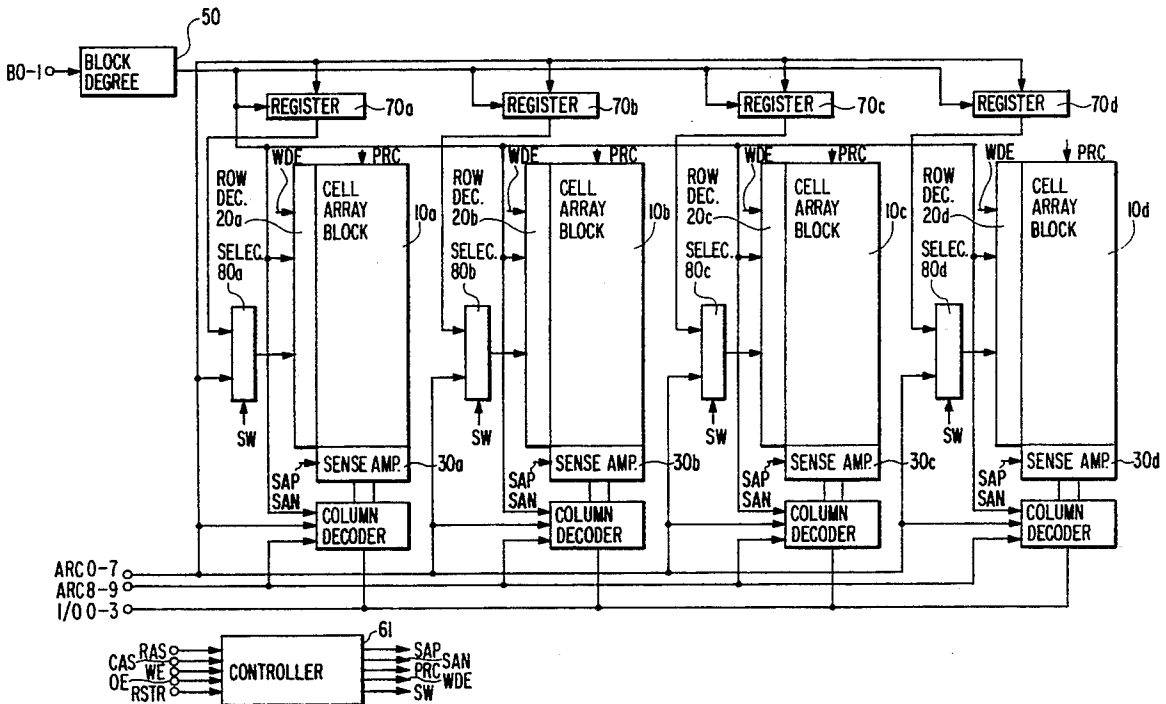 50
B0-1
BLOCK
DEGREE
REGISTER 70a
REGISTER 70b
REGISTER 70c
REGISTER 70d
WDE PRC
ROW
DEC.
20a
CELL
ARRAY
BLOCK
10a
SELEC.
80a
SW
SENSE AMP. 30a
SAP
SAN
COLUMN
DECODER
WDE PRC
ROW
DEC.
20b
CELL
ARRAY
BLOCK
10b
SELEC.
80b
SW
SENSE AMP. 30b
SAP
SAN
COLUMN
DECODER
WDE PRC
ROW
DEC.
20c
CELL
ARRAY
BLOCK
10c
SELEC.
80c
SW
SENSE AMP. 30c
SAP
SAN
COLUMN
DECODER
WDE PRC
ROW
DEC.
20d
CELL
ARRAY
BLOCK
10d
SELEC.
80d
SW
SENSE AMP. 30d
SAP
SAN
COLUMN
DECODER
ARC 0-7
ARC 8-9
I/O 0-3
61
RAS
CAS
WE
OE
RSTR
CONTROLLER
SAP
SAN
PRC
WDE
SW